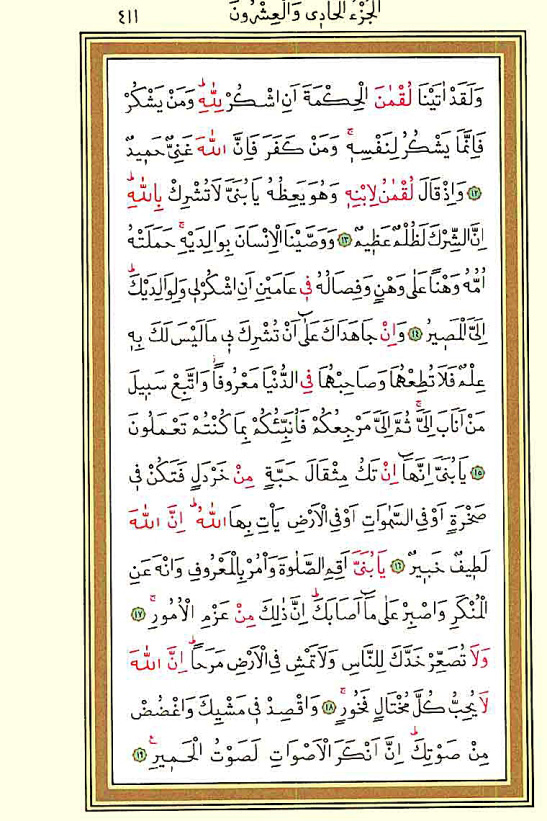 الجزء الحادى والعشرون ٤١١
وَلَقَدْ اٰتَيْنَا لُقْمٰنَ الْحِكْمَةَ اَنِ اشْكُرْ لِلّٰهِۜ وَمَنْ يَشْكُرْ
فَاِنَّمَا يَشْكُرُ لِنَفْسِه۪ۚ وَمَنْ كَفَرَ فَاِنَّ اللّٰهَ غَنِيٌّ حَم۪يدٌ
﴿١٢﴾ وَاِذْ قَالَ لُقْمٰنُ لِابْنِه۪ وَهُوَ يَعِظُهُ يَا بُنَيَّ لَا تُشْرِكْ بِاللّٰهِۜ
اِنَّ الشِّرْكَ لَظُلْمٌ عَظ۪يمٌ ﴿١٣﴾ وَوَصَّيْنَا الْاِنْسَانَ بِوَالِدَيْهِۚ حَمَلَتْهُ
اُمُّهُ وَهْنًا عَلٰى وَهْنٍ وَفِصَالُهُ ف۪ي عَامَيْنِ اَنِ اشْكُرْ ل۪ي وَلِوَالِدَيْكَۜ
اِلَيَّ الْمَص۪يرُ ﴿١٤﴾ وَاِنْ جَاهَدَاكَ عَلٰٓى اَنْ تُشْرِكَ ب۪ي مَا لَيْسَ لَكَ بِه۪
عِلْمٌ فَلَا تُطِعْهُمَا وَصَاحِبْهُمَا فِي الدُّنْيَا مَعْرُوفًاۘ وَاتَّبِعْ سَب۪يلَ
مَنْ اَنَابَ اِلَيَّۚ ثُمَّ اِلَيَّ مَرْجِعُكُمْ فَاُنَبِّئُكُمْ بِمَا كُنْتُمْ تَعْمَلُونَ
﴿١٥﴾ يَا بُنَيَّ اِنَّهَٓا اِنْ تَكُ مِثْقَالَ حَبَّةٍ مِنْ خَرْدَلٍ فَتَكُنْ ف۪ي
صَخْرَةٍ اَوْ فِي السَّمٰوَاتِ اَوْ فِي الْاَرْضِ يَأْتِ بِهَا اللّٰهُۜ اِنَّ اللّٰهَ
لَط۪يفٌ خَب۪يرٌ ﴿١٦﴾ يَا بُنَيَّ اَقِمِ الصَّلٰوةَ وَأْمُرْ بِالْمَعْرُوفِ وَانْهَ عَنِ
الْمُنْكَرِ وَاصْبِرْ عَلٰى مَٓا اَصَابَكَۜ اِنَّ ذٰلِكَ مِنْ عَزْمِ الْاُمُورِۚ ﴿١٧﴾
وَلَا تُصَعِّرْ خَدَّكَ لِلنَّاسِ وَلَا تَمْشِ فِي الْاَرْضِ مَرَحًاۜ اِنَّ اللّٰهَ
لَا يُحِبُّ كُلَّ مُخْتَالٍ فَخُورٍۚ ﴿١٨﴾ وَاقْصِدْ ف۪ي مَشْيِكَ وَاغْضُضْ
مِنْ صَوْتِكَۜ اِنَّ اَنْكَرَ الْاَصْوَاتِ لَصَوْتُ الْحَم۪يرِ۟ ﴿١٩﴾